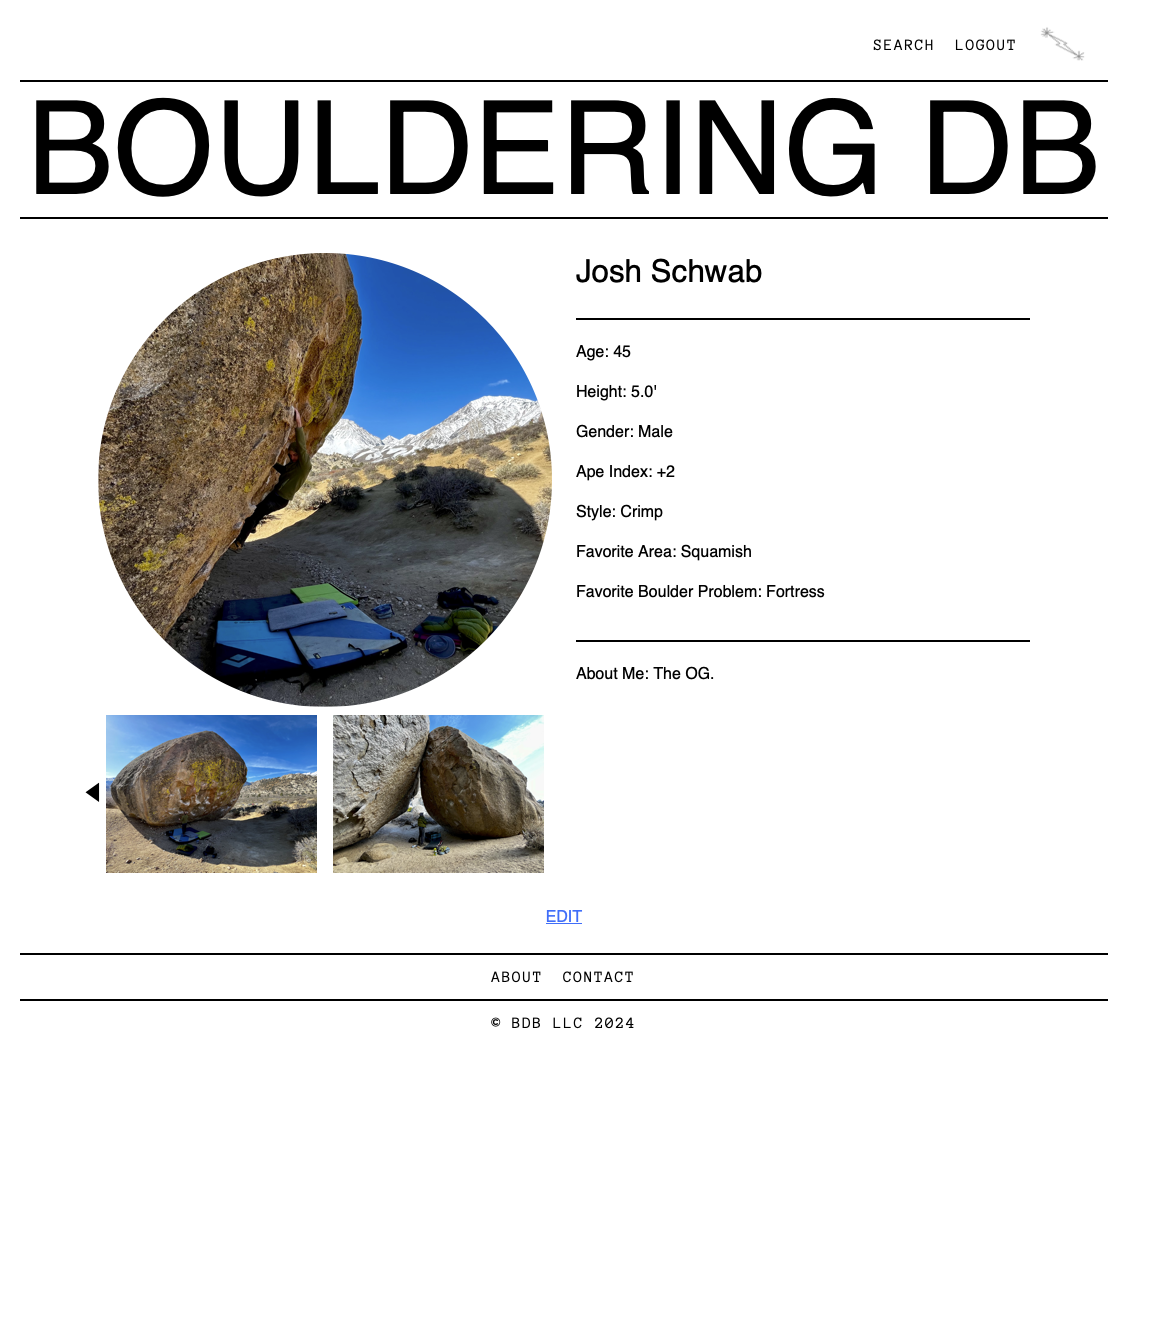 SEARCH LOGOUT
BOULDERING DB
Josh Schwab
Age: 45
Height: 5.0'
Gender: Male
Ape Index: +2
Style: Crimp
Favorite Area: Squamish
Favorite Boulder Problem: Fortress
About Me: The OG.
EDIT
ABOUT CONTACT
© BDB LLC 2024